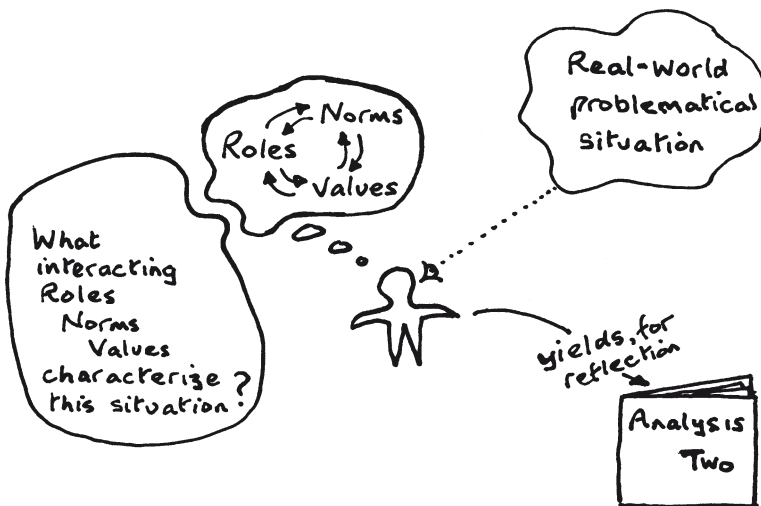 Real-world
problematical
situation
Norms
Roles
Values
What
interacting
Roles
Norms
Values
characterize
this situation?
yields, for
reflection
Analysis
Two